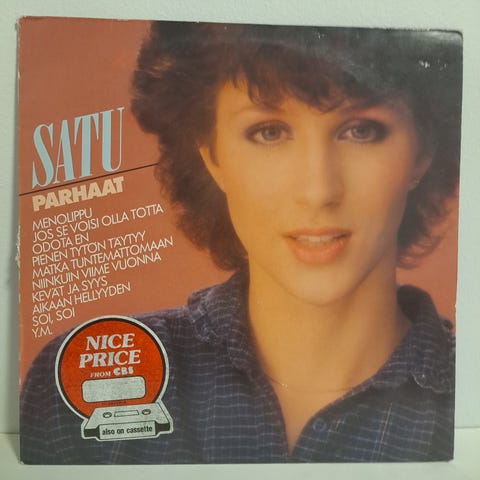 SATU
PARHAAT
MENOLIPPU
JOS SE VOISI OLLA TOTTA
ODOTA EN
PIENEN TYTÖN TÄYTYY
MATKA TUNTEMATTOMAAN
NIINKUIN VIIME VUONNA
KEVÄT JA SYYS
AIKAAN HELLYYDEN
SOI, SOI
Y.M.
NICE
PRICE
FROM CBS
also on cassette